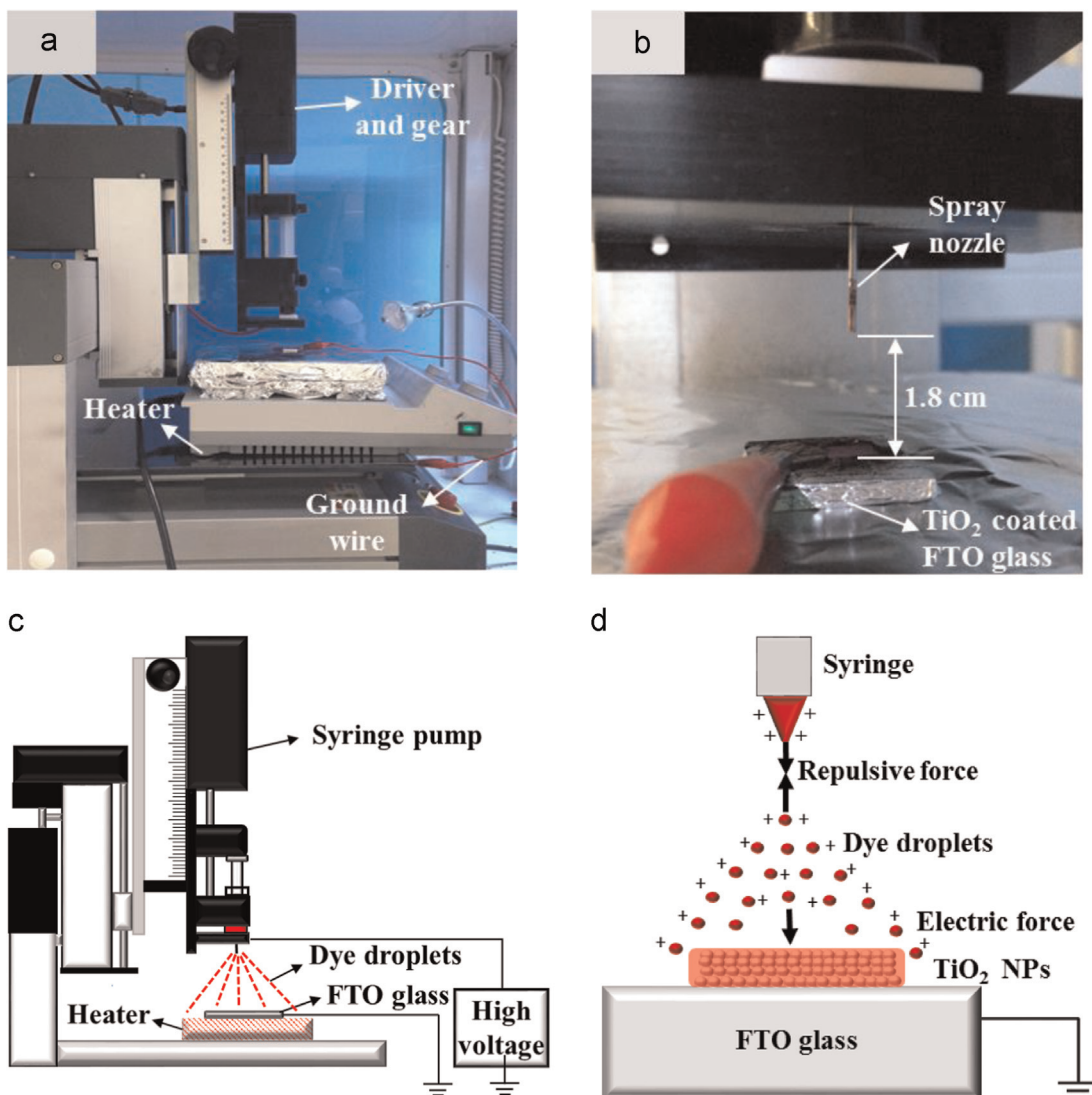 a
Driver
and gear
Heater
Ground
wire
b
Spray
nozzle
1.8 cm
TiO₂ coated
FTO glass
c
Syringe pump
Dye droplets
FTO glass
Heater
High
voltage
d
Syringe
+ +
+ +
Repulsive force
+ +
+ + Dye droplets
+ + +
+ + +
Electric force
+ +
TiO₂ NPs
FTO glass